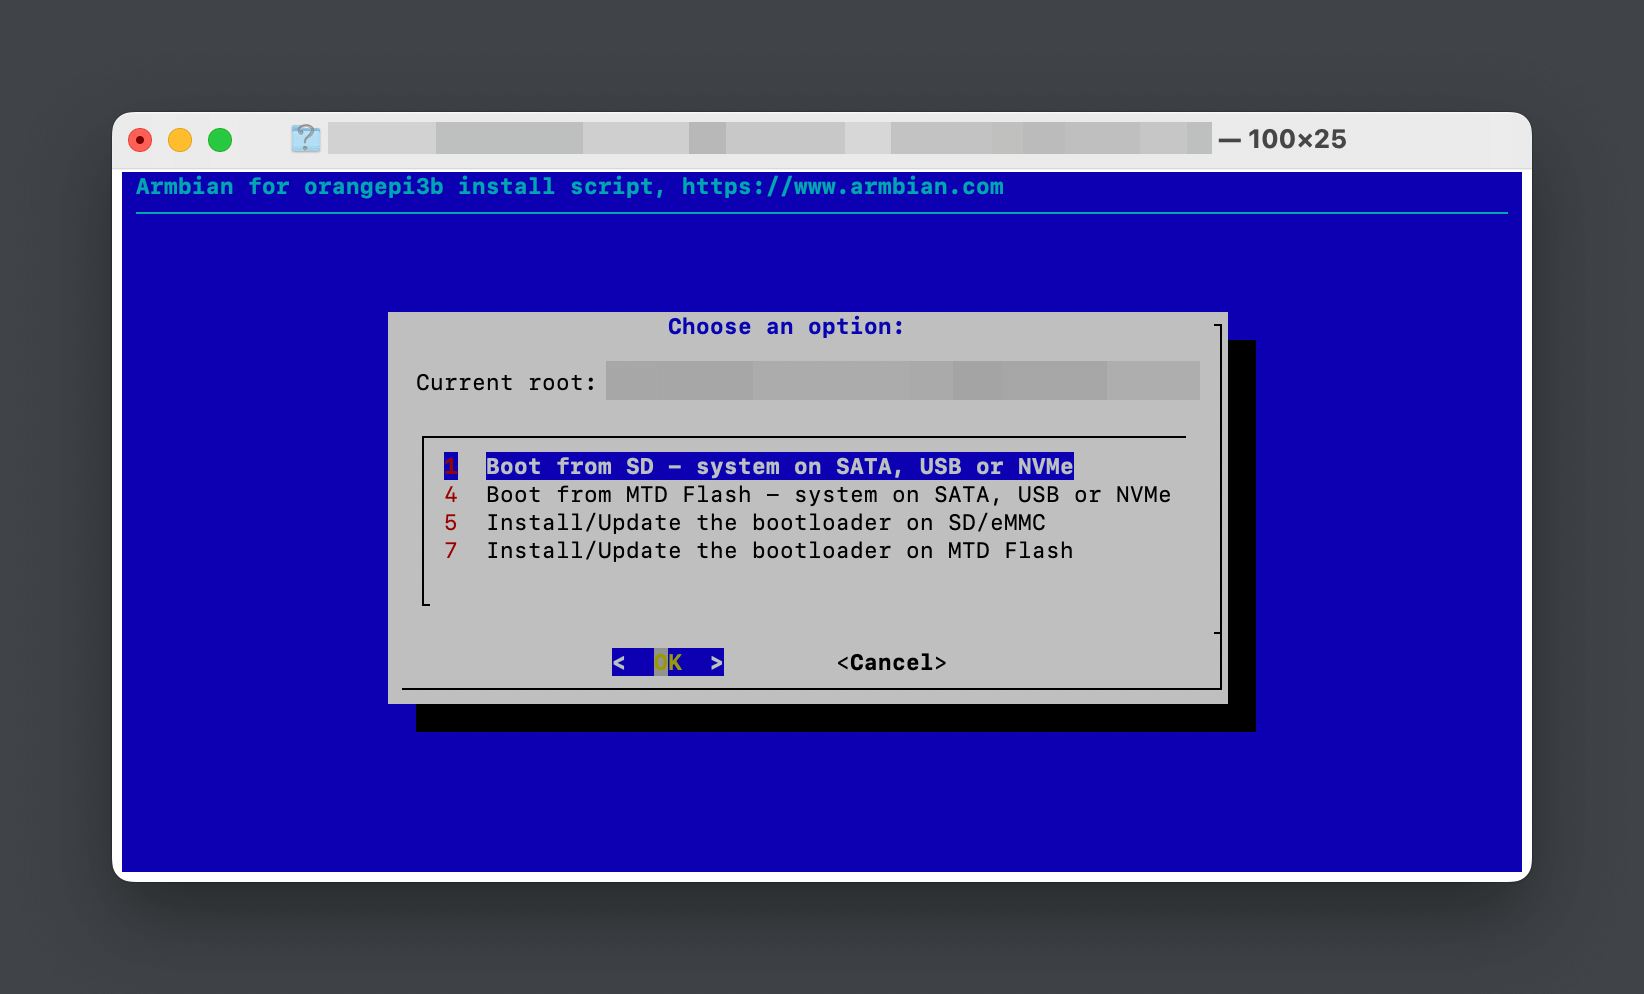 — 100×25
Armbian for orangepi3b install script, https://www.armbian.com
Choose an option:
Current root:
1 Boot from SD – system on SATA, USB or NVMe
4 Boot from MTD Flash – system on SATA, USB or NVMe
5 Install/Update the bootloader on SD/eMMC
7 Install/Update the bootloader on MTD Flash
< OK > <Cancel>